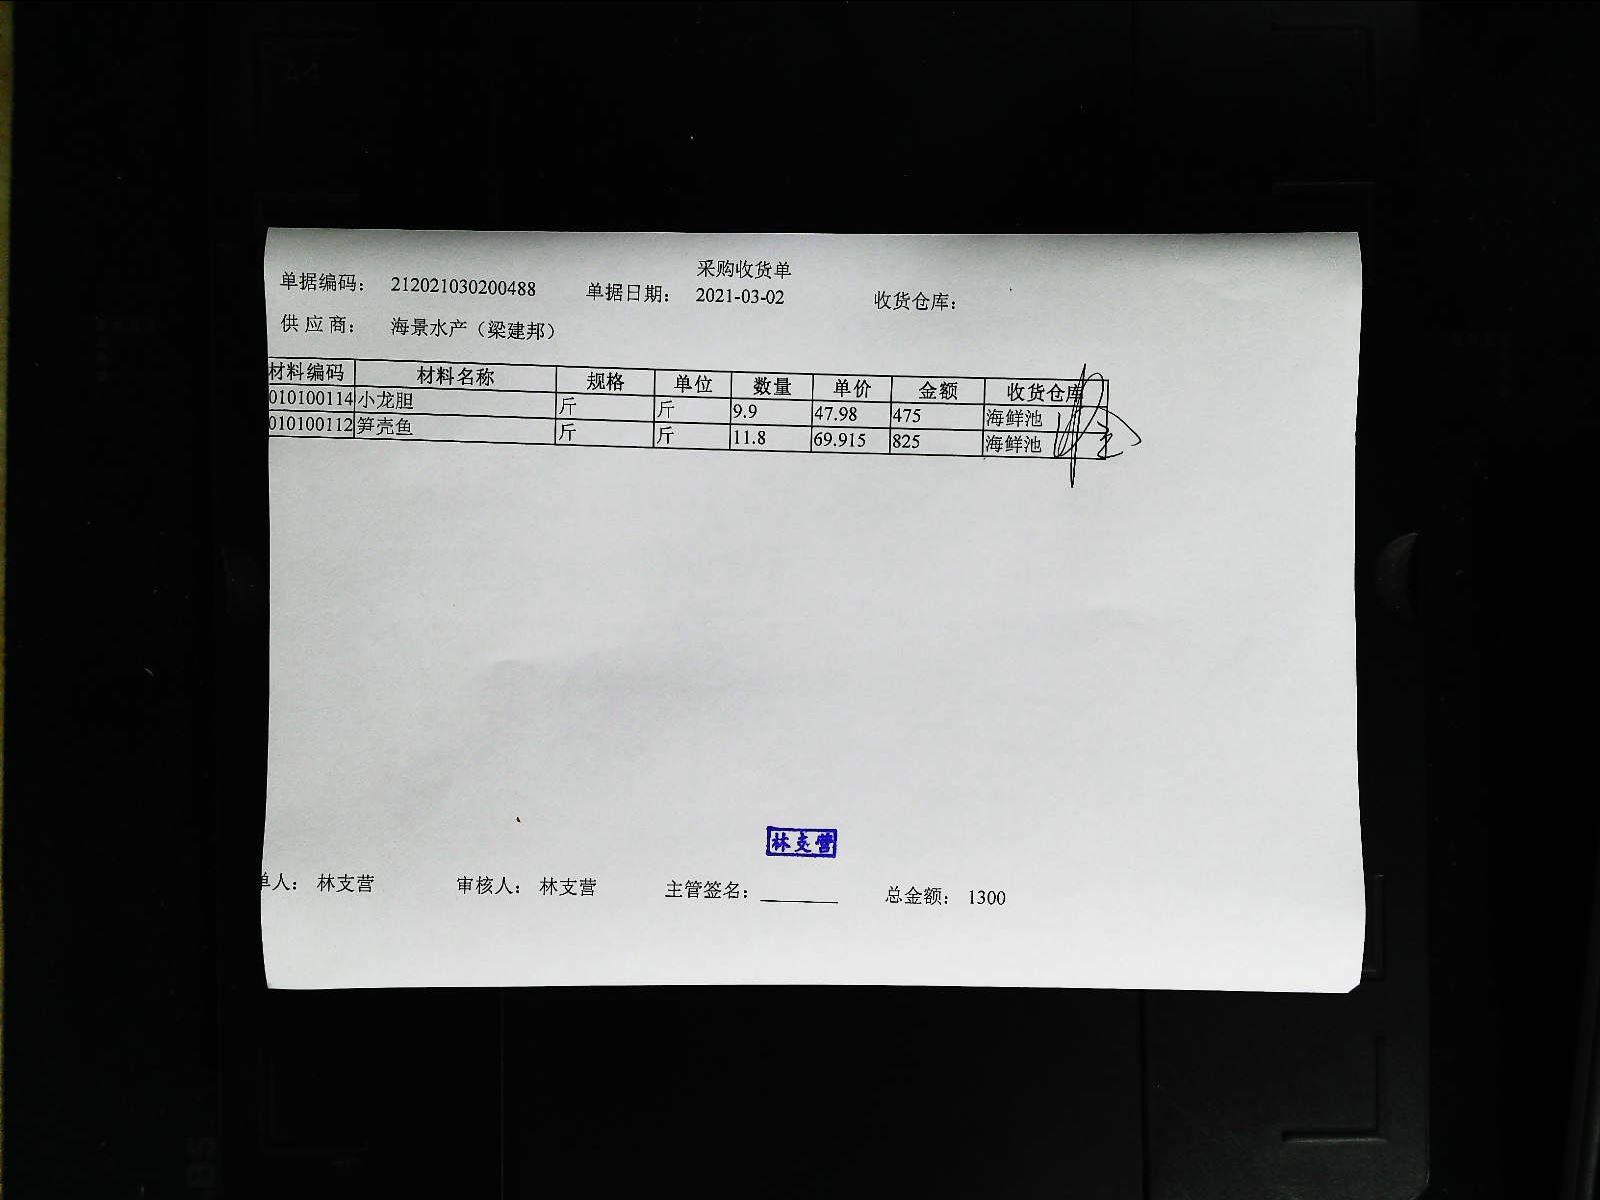 采购收货单
单据编码： 212021030200488 单据日期： 2021-03-02 收货仓库：
供应商： 海景水产（梁建邦）
材料编码 材料名称 规格 单位 数量 单价 金额 收货仓库
010100114 小龙胆 斤 斤 9.9 47.98 475 海鲜池
010100112 笋壳鱼 斤 斤 11.8 69.915 825 海鲜池
林支营
单人： 林支营 审核人： 林支营 主管签名： 总金额： 1300